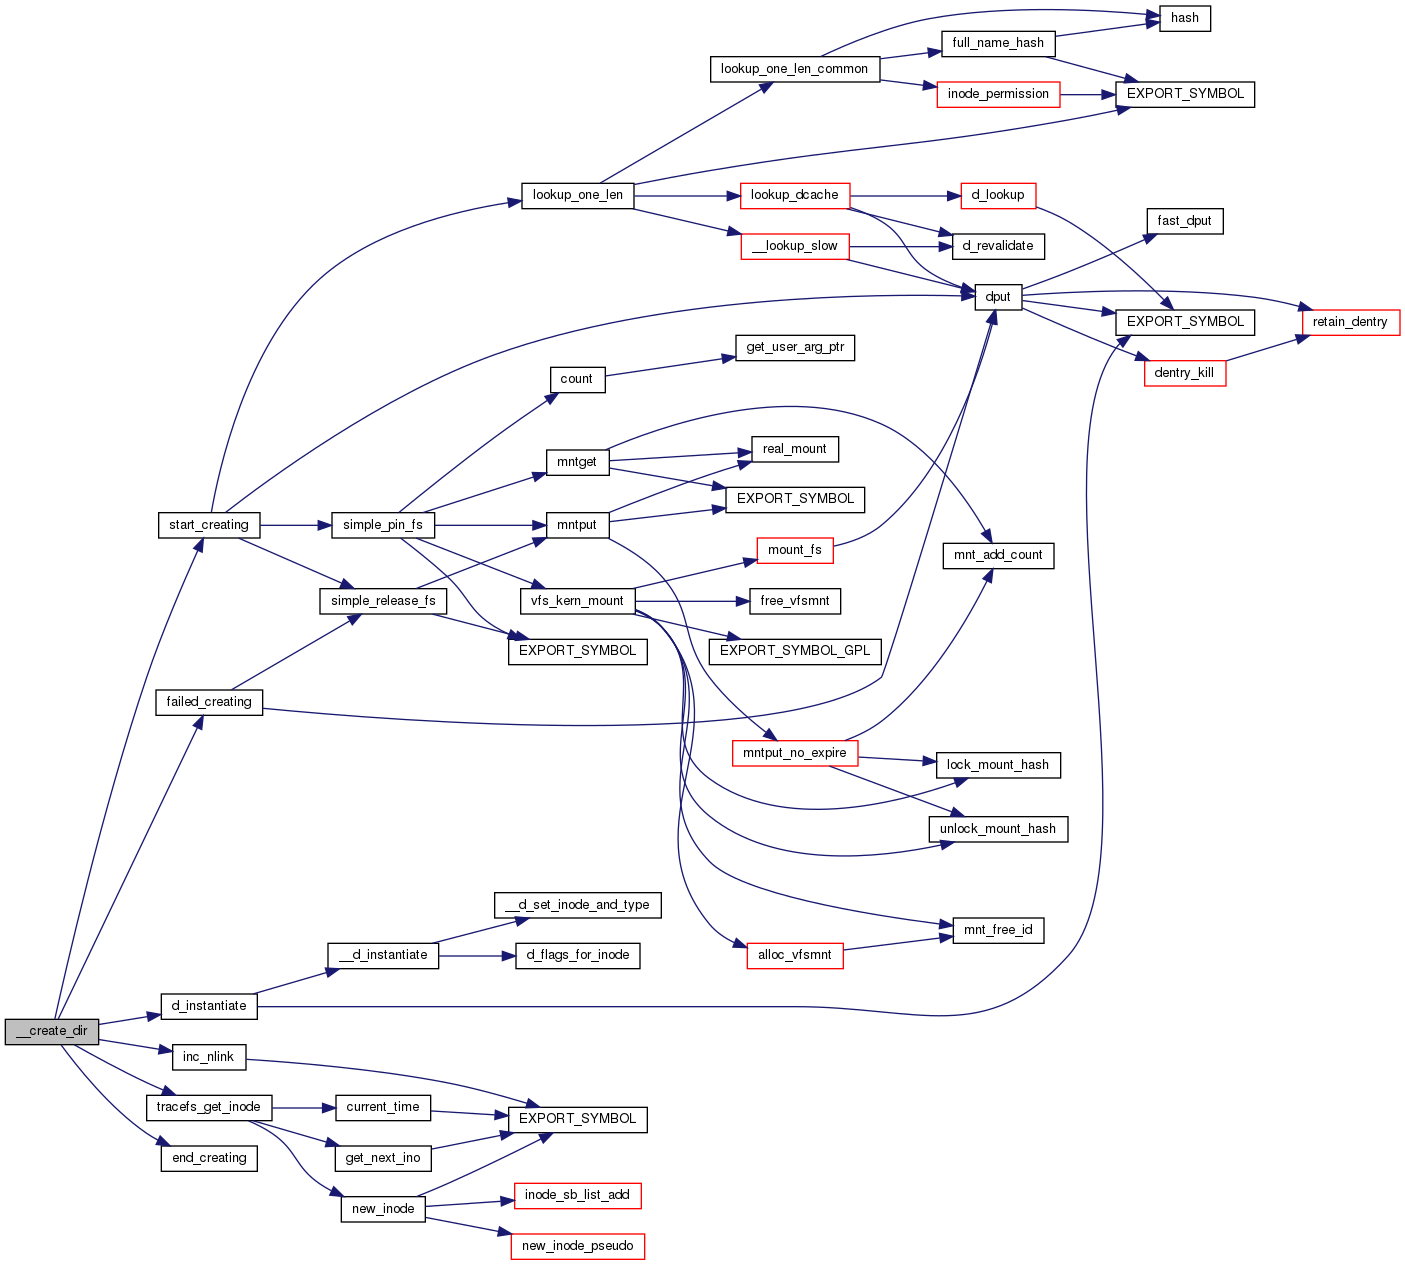 hash
full_name_hash
lookup_one_len_common
inode_permission
EXPORT_SYMBOL
lookup_one_len
lookup_dcache
d_lookup
fast_dput
__lookup_slow
d_revalidate
dput
EXPORT_SYMBOL
retain_dentry
get_user_arg_ptr
count
dentry_kill
real_mount
mntget
EXPORT_SYMBOL
start_creating
simple_pin_fs
mntput
mount_fs
mnt_add_count
simple_release_fs
vfs_kern_mount
free_vfsmnt
EXPORT_SYMBOL
EXPORT_SYMBOL_GPL
failed_creating
mntput_no_expire
lock_mount_hash
unlock_mount_hash
__d_set_inode_and_type
mnt_free_id
__d_instantiate
d_flags_for_inode
alloc_vfsmnt
d_instantiate
__create_dir
inc_nlink
tracefs_get_inode
current_time
EXPORT_SYMBOL
end_creating
get_next_ino
new_inode
inode_sb_list_add
new_inode_pseudo